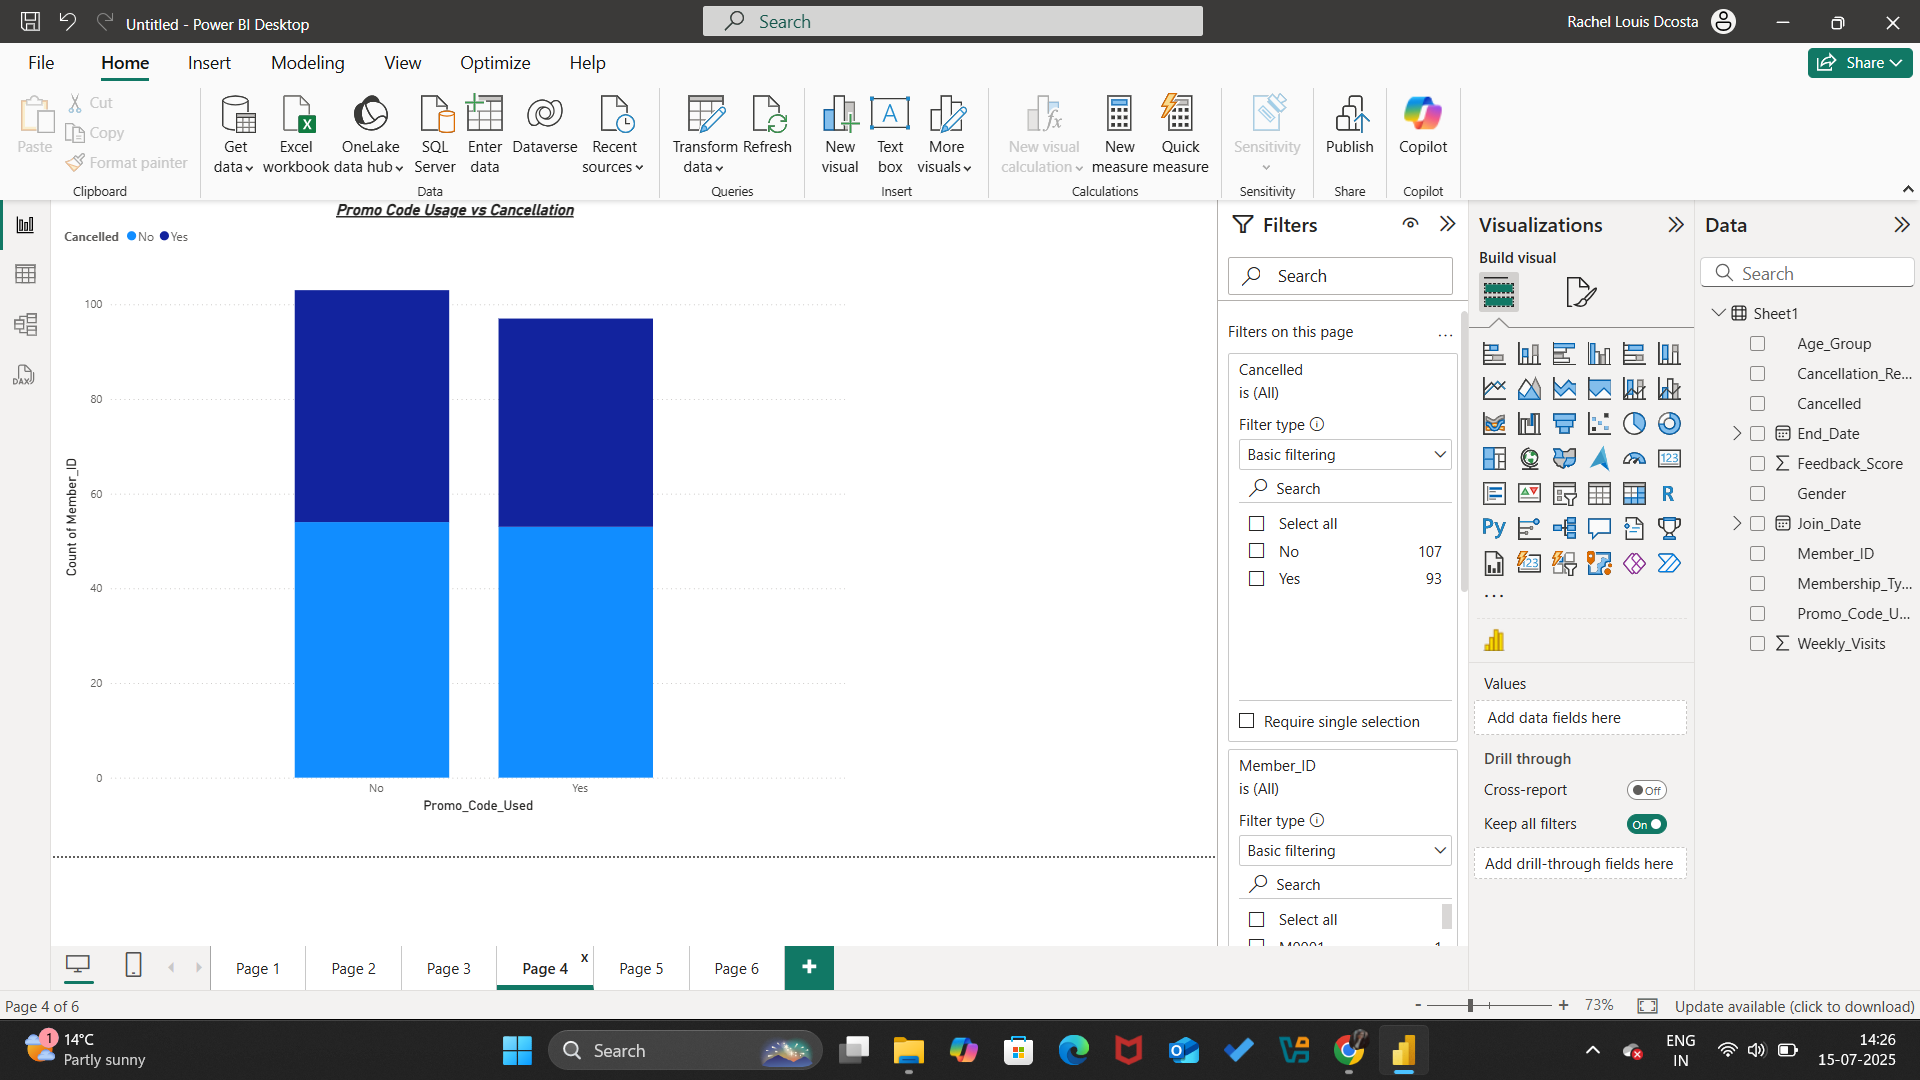 Untitled - Power BI Desktop
Search
Rachel Louis Dcosta
File
Home
Insert
Modeling
View
Optimize
Help
Share
Paste
Cut
Copy
Format painter
Clipboard
Get data
Excel workbook
OneLake data hub
SQL Server
Enter data
Dataverse
Recent sources
Data
Transform data
Refresh
Queries
New visual
Text box
More visuals
Insert
New visual calculation
New measure
Quick measure
Calculations
Sensitivity
Sensitivity
Publish
Share
Copilot
Copilot
Promo Code Usage vs Cancellation
Cancelled No Yes
100
80
60
40
20
0
Count of Member_ID
No
Yes
Promo_Code_Used
Filters
Search
Filters on this page
Cancelled
is (All)
Filter type
Basic filtering
Search
Select all
No 107
Yes 93
Require single selection
Member_ID
is (All)
Filter type
Basic filtering
Search
Select all
M0001 1
Visualizations
Build visual
123
R
Py
123
Values
Add data fields here
Drill through
Cross-report
Off
Keep all filters
On
Add drill-through fields here
Data
Search
Sheet1
Age_Group
Cancellation_Re...
Cancelled
End_Date
Feedback_Score
Gender
Join_Date
Member_ID
Membership_Ty...
Promo_Code_U...
Weekly_Visits
DAX
Page 1
Page 2
Page 3
Page 4
x
Page 5
Page 6
+
Page 4 of 6
- + 73%
Update available (click to download)
1
14°C
Partly sunny
Search
ENG
IN
14:26
15-07-2025